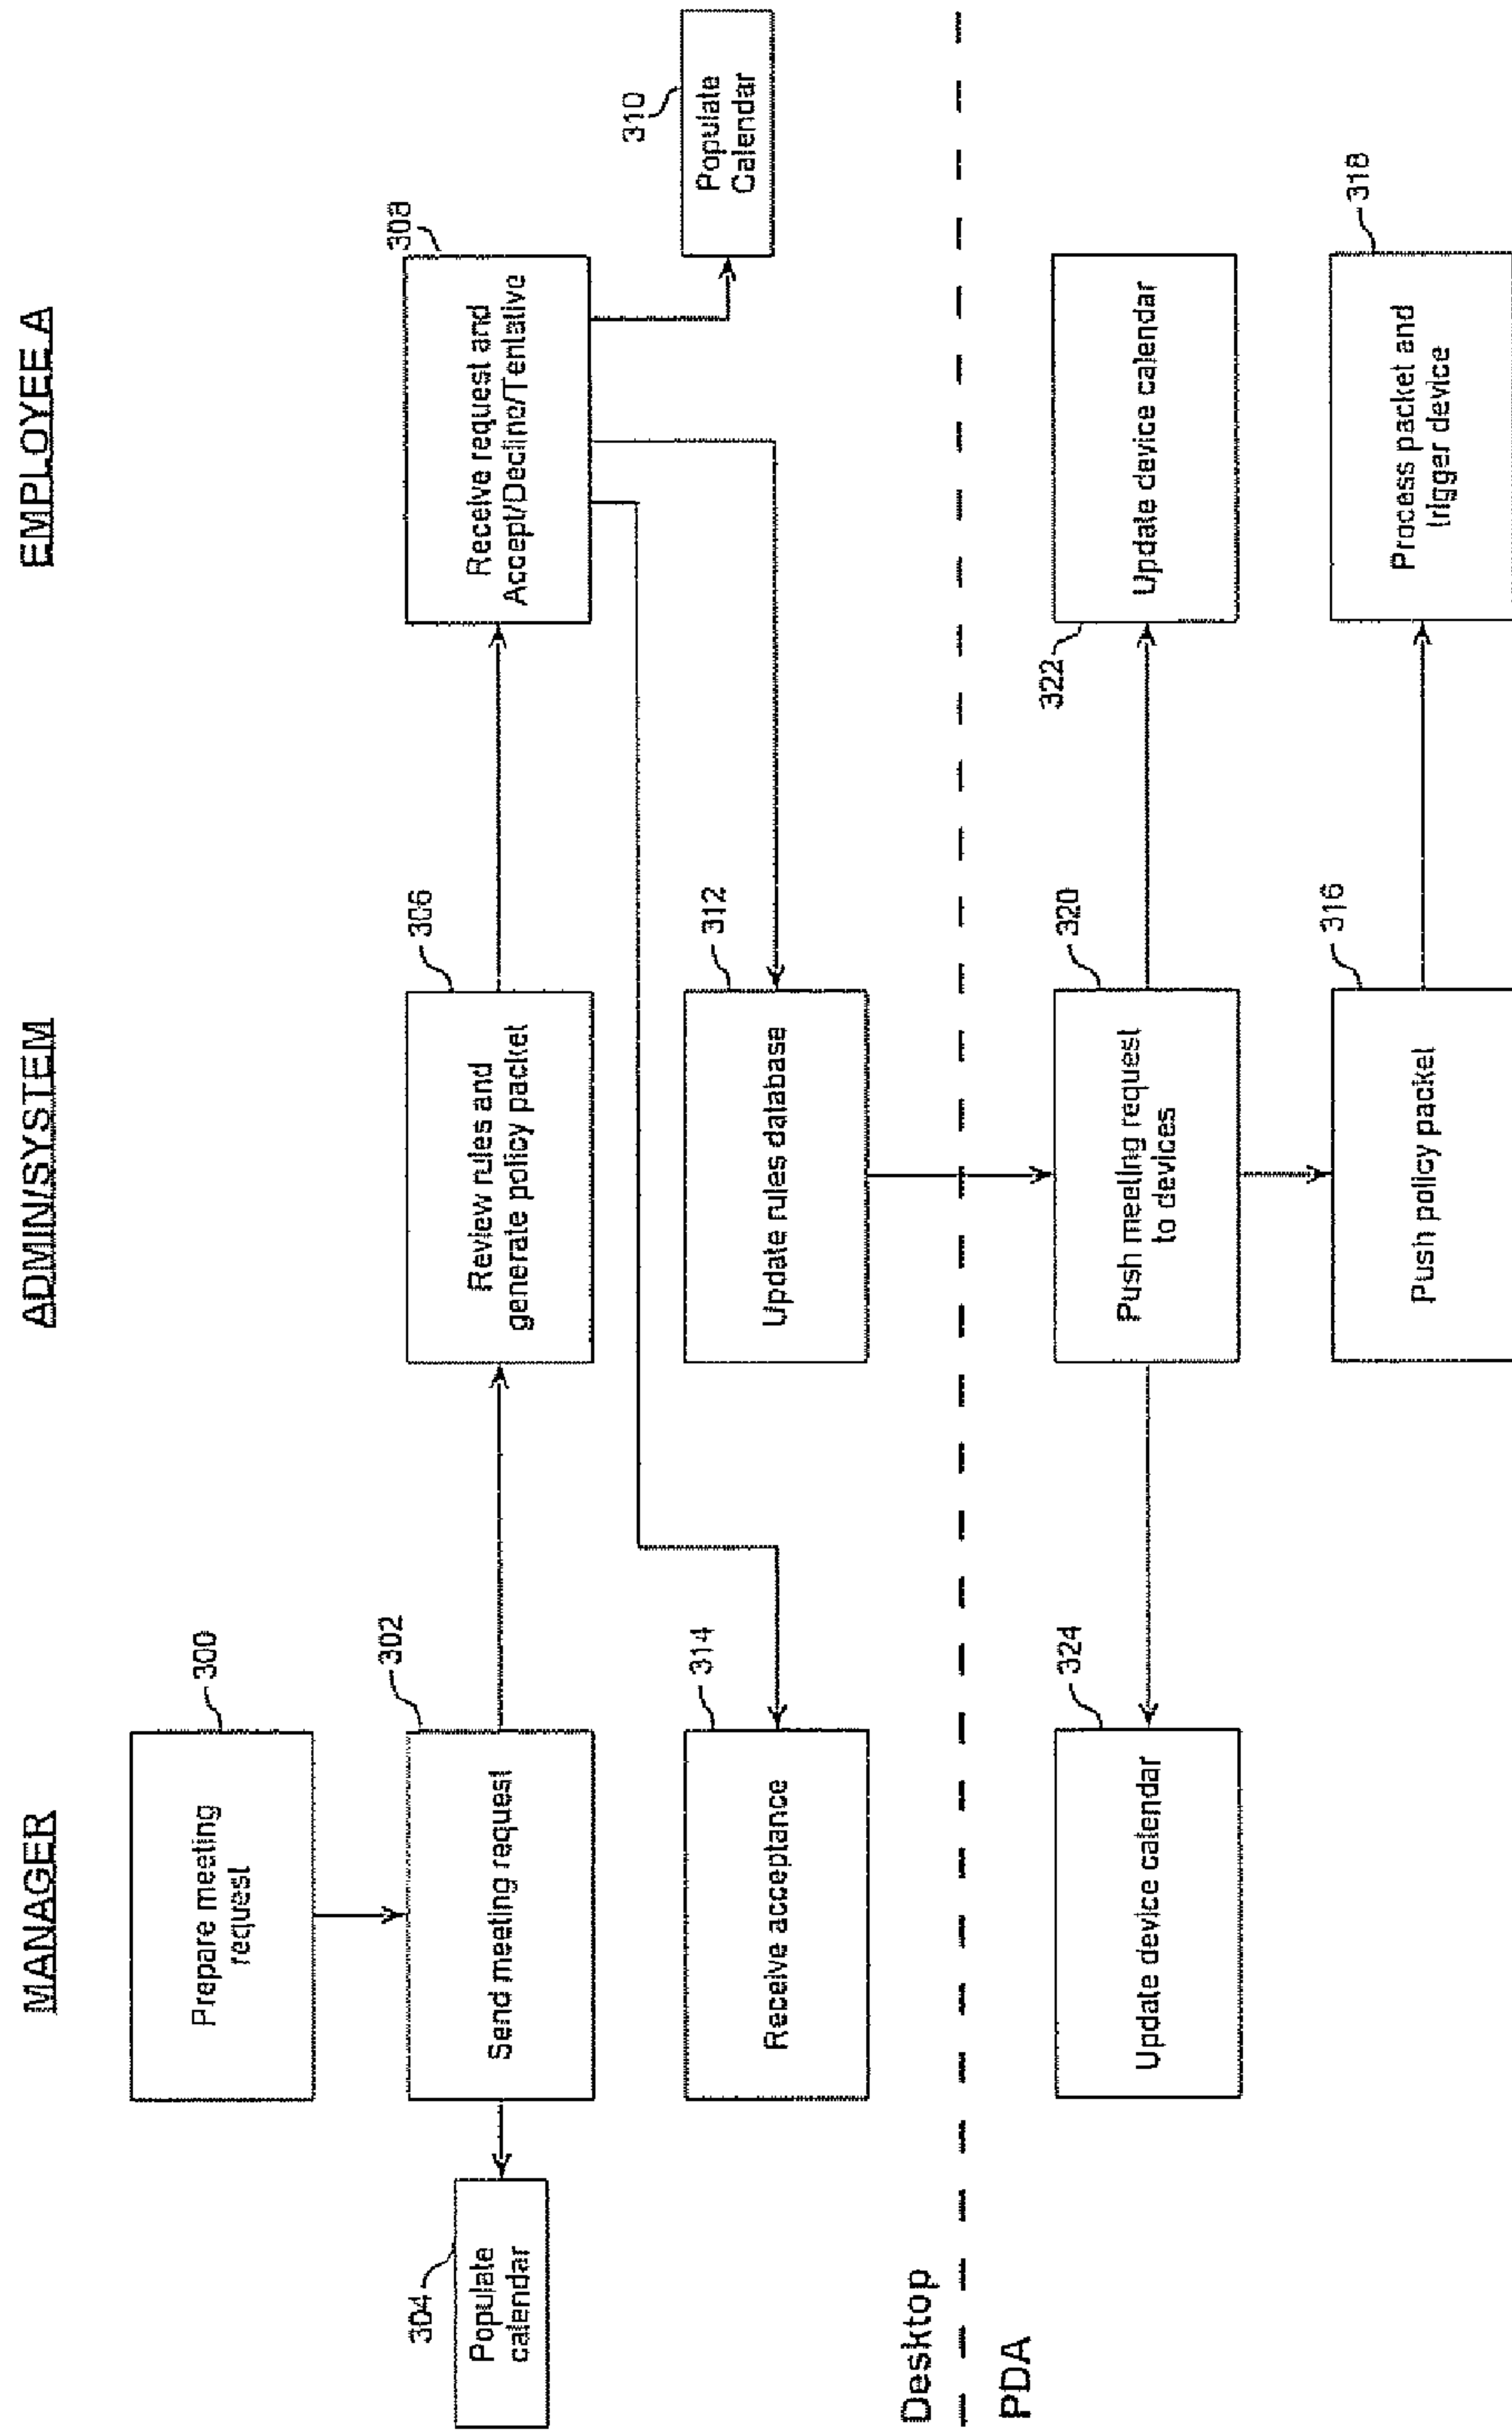 MANAGER
ADMIN/SYSTEM
EMPLOYEE A
300
Prepare meeting
request
302
Send meeting request
304
Populate
calendar
306
Review rules and
generate policy packet
308
Receive request and
Accept/Decline/Tentative
310
Populate
Calendar
314
Receive acceptance
312
Update rules database
Desktop
PDA
324
Update device calendar
320
Push meeting request
to devices
322
Update device calendar
316
Push policy packet
318
Process packet and
trigger device